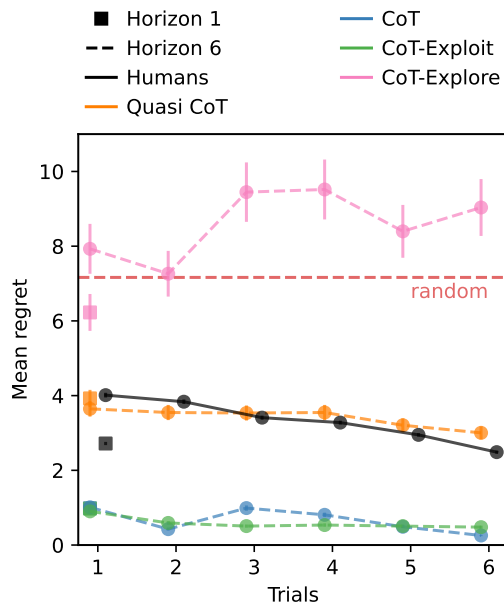 Horizon 1
Horizon 6
Humans
Quasi CoT
CoT
CoT-Exploit
CoT-Explore
10
8
6
4
2
0
Mean regret
random
1 2 3 4 5 6
Trials